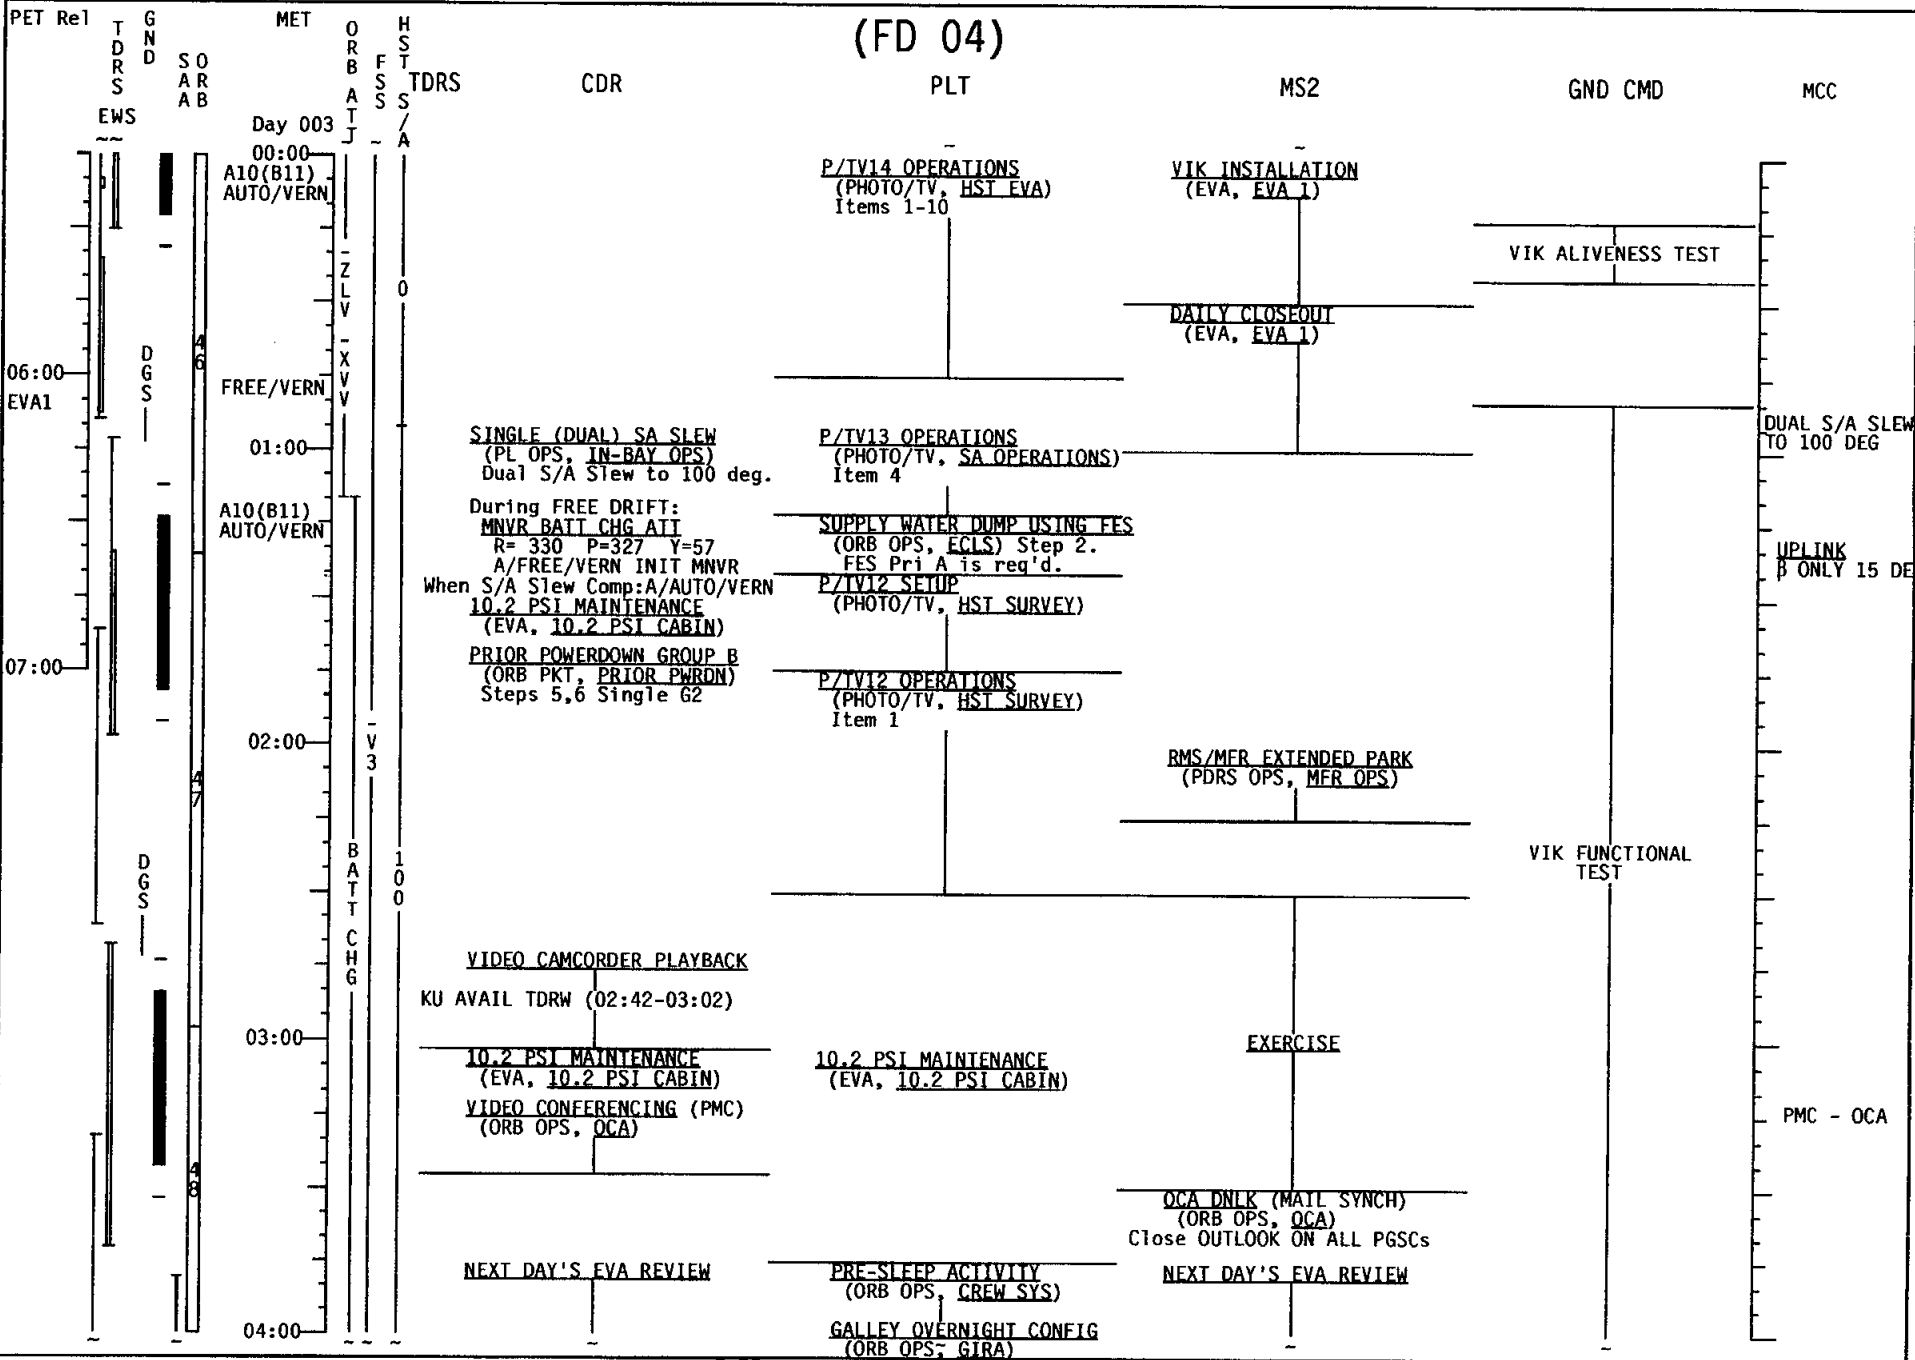 (FD 04)
PET Rel
TDRS
GND
SAA
ORB
MET
ORB ATT
FSS
HST S/A
TDRS
CDR
PLT
MS2
GND CMD
MCC
EWS
Day 003
00:00
A10(B11)
AUTO/VERN
06:00
EVA1
DGS
46
FREE/VERN
01:00
A10(B11)
AUTO/VERN
07:00
02:00
47
DGS
03:00
48
04:00
-ZLV -XVV
BATT CHG
-V3
0
100
SINGLE (DUAL) SA SLEW
(PL OPS, IN-BAY OPS)
Dual S/A Slew to 100 deg.
During FREE DRIFT:
MNVR BATT CHG ATT
R= 330 P=327 Y=57
A/FREE/VERN INIT MNVR
When S/A Slew Comp:A/AUTO/VERN
10.2 PSI MAINTENANCE
(EVA, 10.2 PSI CABIN)
PRIOR POWERDOWN GROUP B
(ORB PKT, PRIOR PWRDN)
Steps 5,6 Single G2
VIDEO CAMCORDER PLAYBACK
KU AVAIL TDRW (02:42-03:02)
10.2 PSI MAINTENANCE
(EVA, 10.2 PSI CABIN)
VIDEO CONFERENCING (PMC)
(ORB OPS, OCA)
NEXT DAY'S EVA REVIEW
P/TV14 OPERATIONS
(PHOTO/TV, HST EVA)
Items 1-10
P/TV13 OPERATIONS
(PHOTO/TV, SA OPERATIONS)
Item 4
SUPPLY WATER DUMP USING FES
(ORB OPS, ECLS) Step 2.
FES Pri A is req'd.
P/TV12 SETUP
(PHOTO/TV, HST SURVEY)
P/TV12 OPERATIONS
(PHOTO/TV, HST SURVEY)
Item 1
10.2 PSI MAINTENANCE
(EVA, 10.2 PSI CABIN)
PRE-SLEEP ACTIVITY
(ORB OPS, CREW SYS)
GALLEY OVERNIGHT CONFIG
(ORB OPS, GIRA)
VIK INSTALLATION
(EVA, EVA 1)
DAILY CLOSEOUT
(EVA, EVA 1)
RMS/MFR EXTENDED PARK
(PDRS OPS, MFR OPS)
EXERCISE
OCA DNLK (MAIL SYNCH)
(ORB OPS, OCA)
Close OUTLOOK ON ALL PGSCs
NEXT DAY'S EVA REVIEW
VIK ALIVENESS TEST
VIK FUNCTIONAL
TEST
DUAL S/A SLEW
TO 100 DEG
UPLINK
β ONLY 15 DE
PMC - OCA